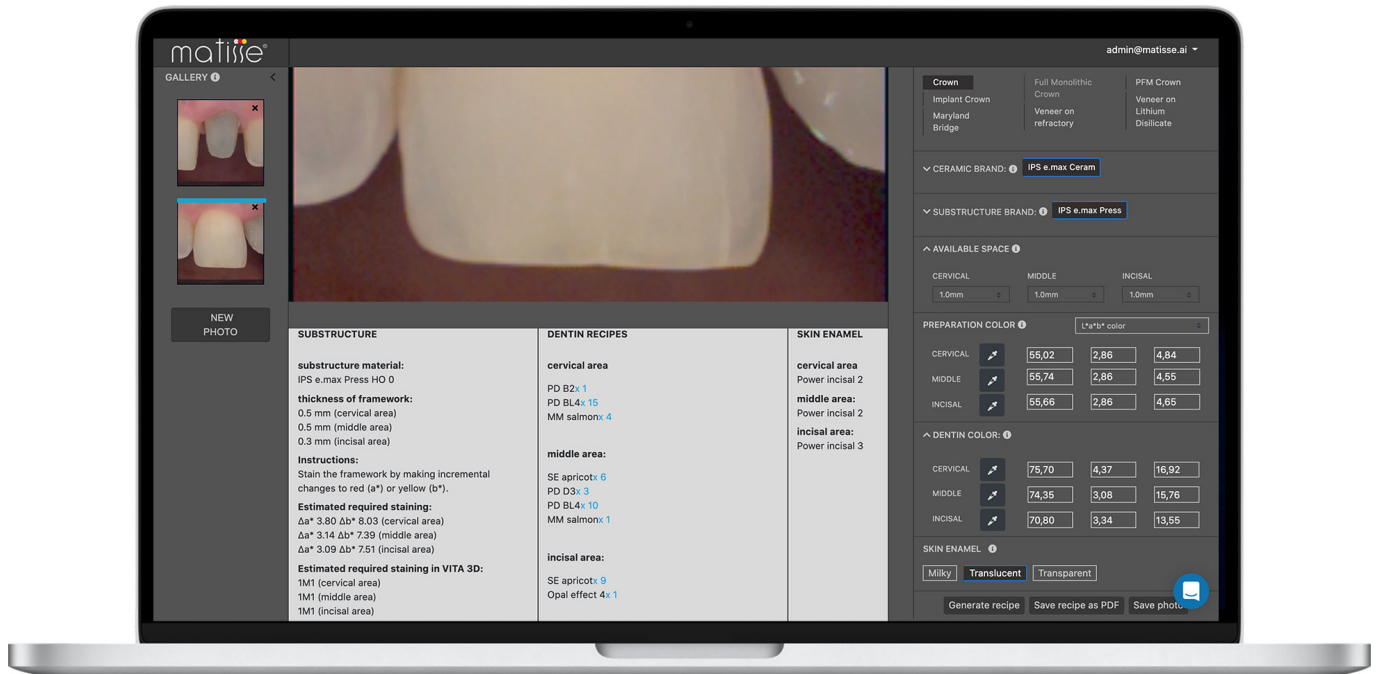 matisse®
admin@matisse.ai
GALLERY
NEW
PHOTO
SUBSTRUCTURE
substructure material:
IPS e.max Press HO 0
thickness of framework:
0.5 mm (cervical area)
0.5 mm (middle area)
0.3 mm (incisal area)
Instructions:
Stain the framework by making incremental
changes to red (a*) or yellow (b*).
Estimated required staining:
Δa* 3.80 Δb* 8.03 (cervical area)
Δa* 3.14 Δb* 7.39 (middle area)
Δa* 3.09 Δb* 7.51 (incisal area)
Estimated required staining in VITA 3D:
1M1 (cervical area)
1M1 (middle area)
1M1 (incisal area)
DENTIN RECIPES
cervical area
PD B2x 1
PD BL4x 15
MM salmonx 4
middle area:
SE apricotx 6
PD D3x 3
PD BL4x 10
MM salmonx 1
incisal area:
SE apricotx 9
Opal effect 4x 1
SKIN ENAMEL
cervical area
Power incisal 2
middle area:
Power incisal 2
incisal area:
Power incisal 3
Crown
Implant Crown
Maryland
Bridge
Full Monolithic
Crown
Veneer on
refractory
PFM Crown
Veneer on
Lithium
Disilicate
CERAMIC BRAND: IPS e.max Ceram
SUBSTRUCTURE BRAND: IPS e.max Press
AVAILABLE SPACE
CERVICAL MIDDLE INCISAL
1.0mm 1.0mm 1.0mm
PREPARATION COLOR L*a*b* color
CERVICAL 55,02 2,86 4,84
MIDDLE 55,74 2,86 4,55
INCISAL 55,66 2,86 4,65
DENTIN COLOR:
CERVICAL 75,70 4,37 16,92
MIDDLE 74,35 3,08 15,76
INCISAL 70,80 3,34 13,55
SKIN ENAMEL
Milky Translucent Transparent
Generate recipe Save recipe as PDF Save photo